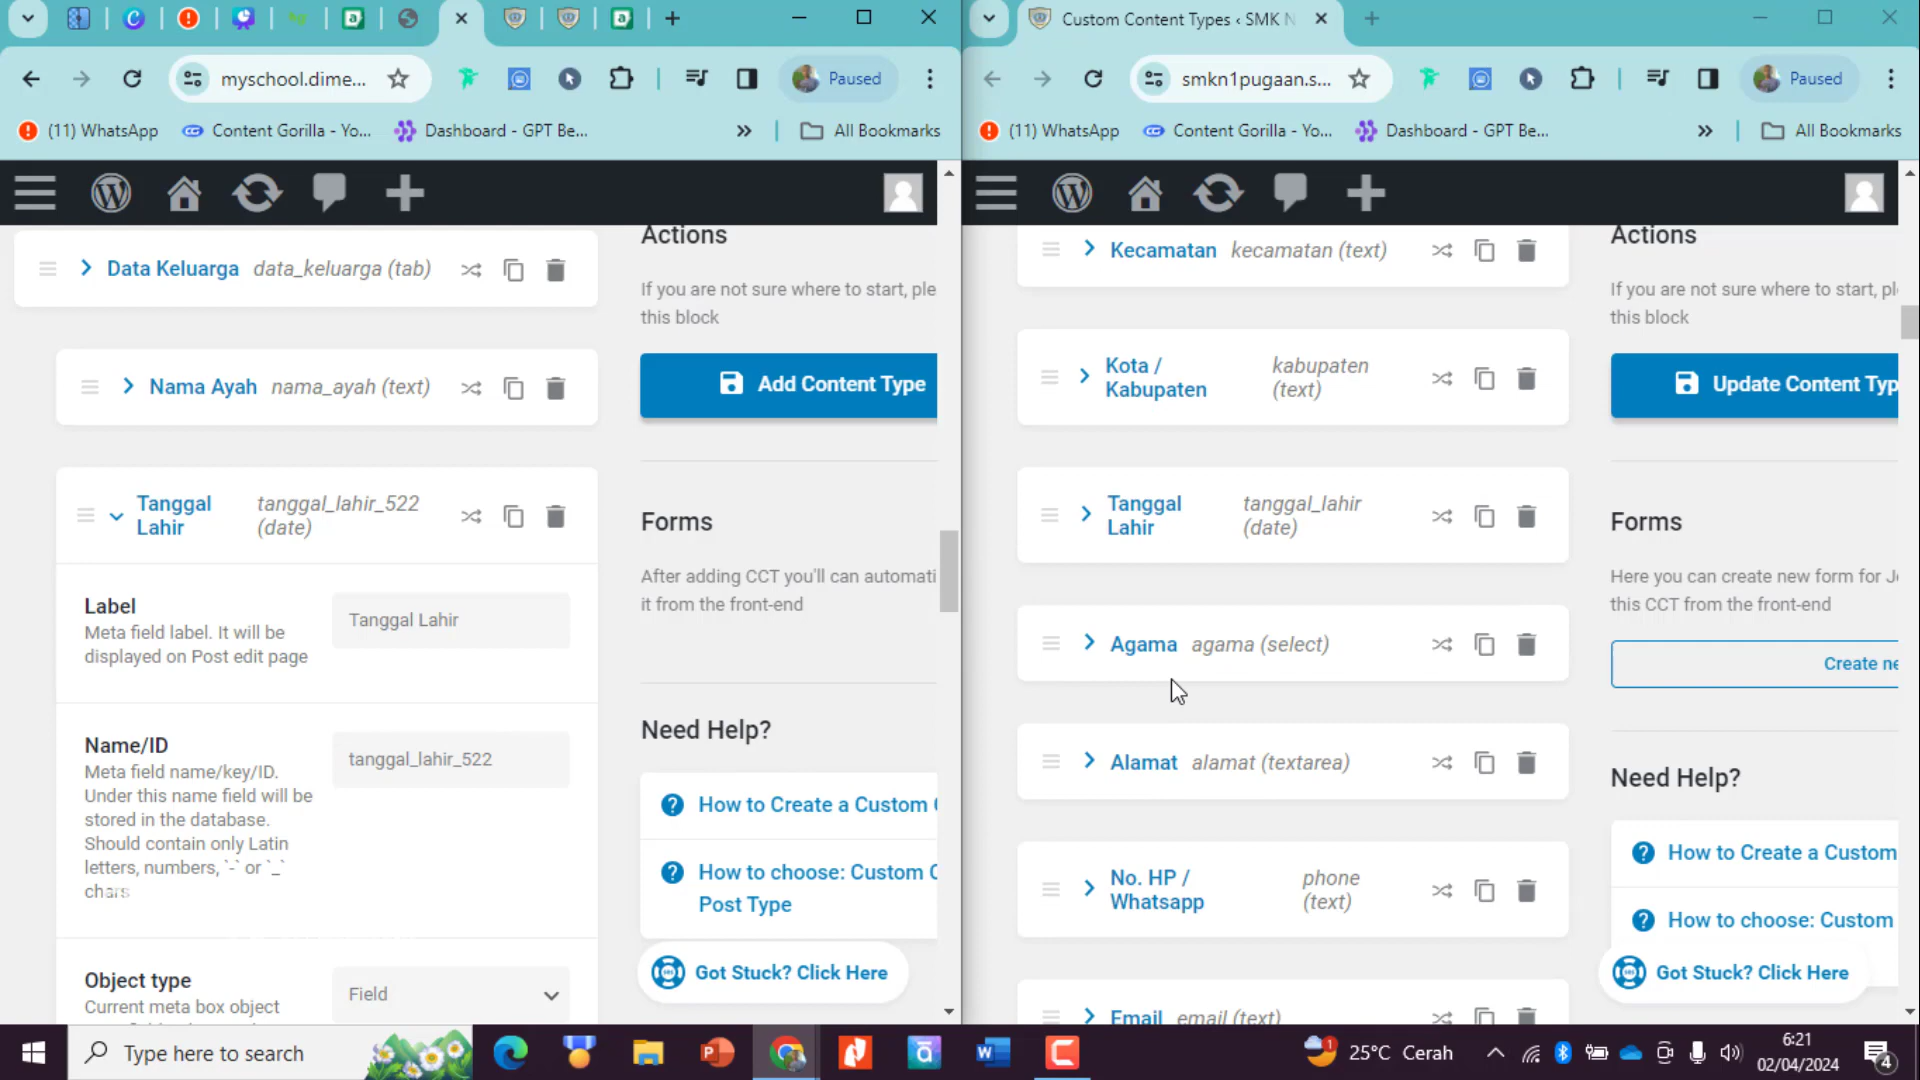 myschool.dime...
Paused
(11) WhatsApp
Content Gorilla - Yo...
Dashboard - GPT Be...
»
All Bookmarks
Data Keluarga data_keluarga (tab)
Nama Ayah nama_ayah (text)
Tanggal
Lahir
tanggal_lahir_522
(date)
Label
Meta field label. It will be
displayed on Post edit page
Tanggal Lahir
Name/ID
Meta field name/key/ID.
Under this name field will be
stored in the database.
Should contain only Latin
letters, numbers, `-` or `_`
chars
tanggal_lahir_522
Object type
Current meta box object
Field
Actions
If you are not sure where to start, ple
this block
Add Content Type
Forms
After adding CCT you'll can automati
it from the front-end
Need Help?
How to Create a Custom C
How to choose: Custom C
Post Type
Got Stuck? Click Here
Custom Content Types ‹ SMK N
smkn1pugaan.s...
Paused
(11) WhatsApp
Content Gorilla - Yo...
Dashboard - GPT Be...
»
All Bookmarks
Kecamatan kecamatan (text)
Kota /
Kabupaten
kabupaten
(text)
Tanggal
Lahir
tanggal_lahir
(date)
Agama agama (select)
Alamat alamat (textarea)
No. HP /
Whatsapp
phone
(text)
Email email (text)
Actions
If you are not sure where to start, pl
this block
Update Content Typ
Forms
Here you can create new form for Je
this CCT from the front-end
Create ne
Need Help?
How to Create a Custom
How to choose: Custom
Got Stuck? Click Here
Type here to search
25°C Cerah
6:21
02/04/2024
4